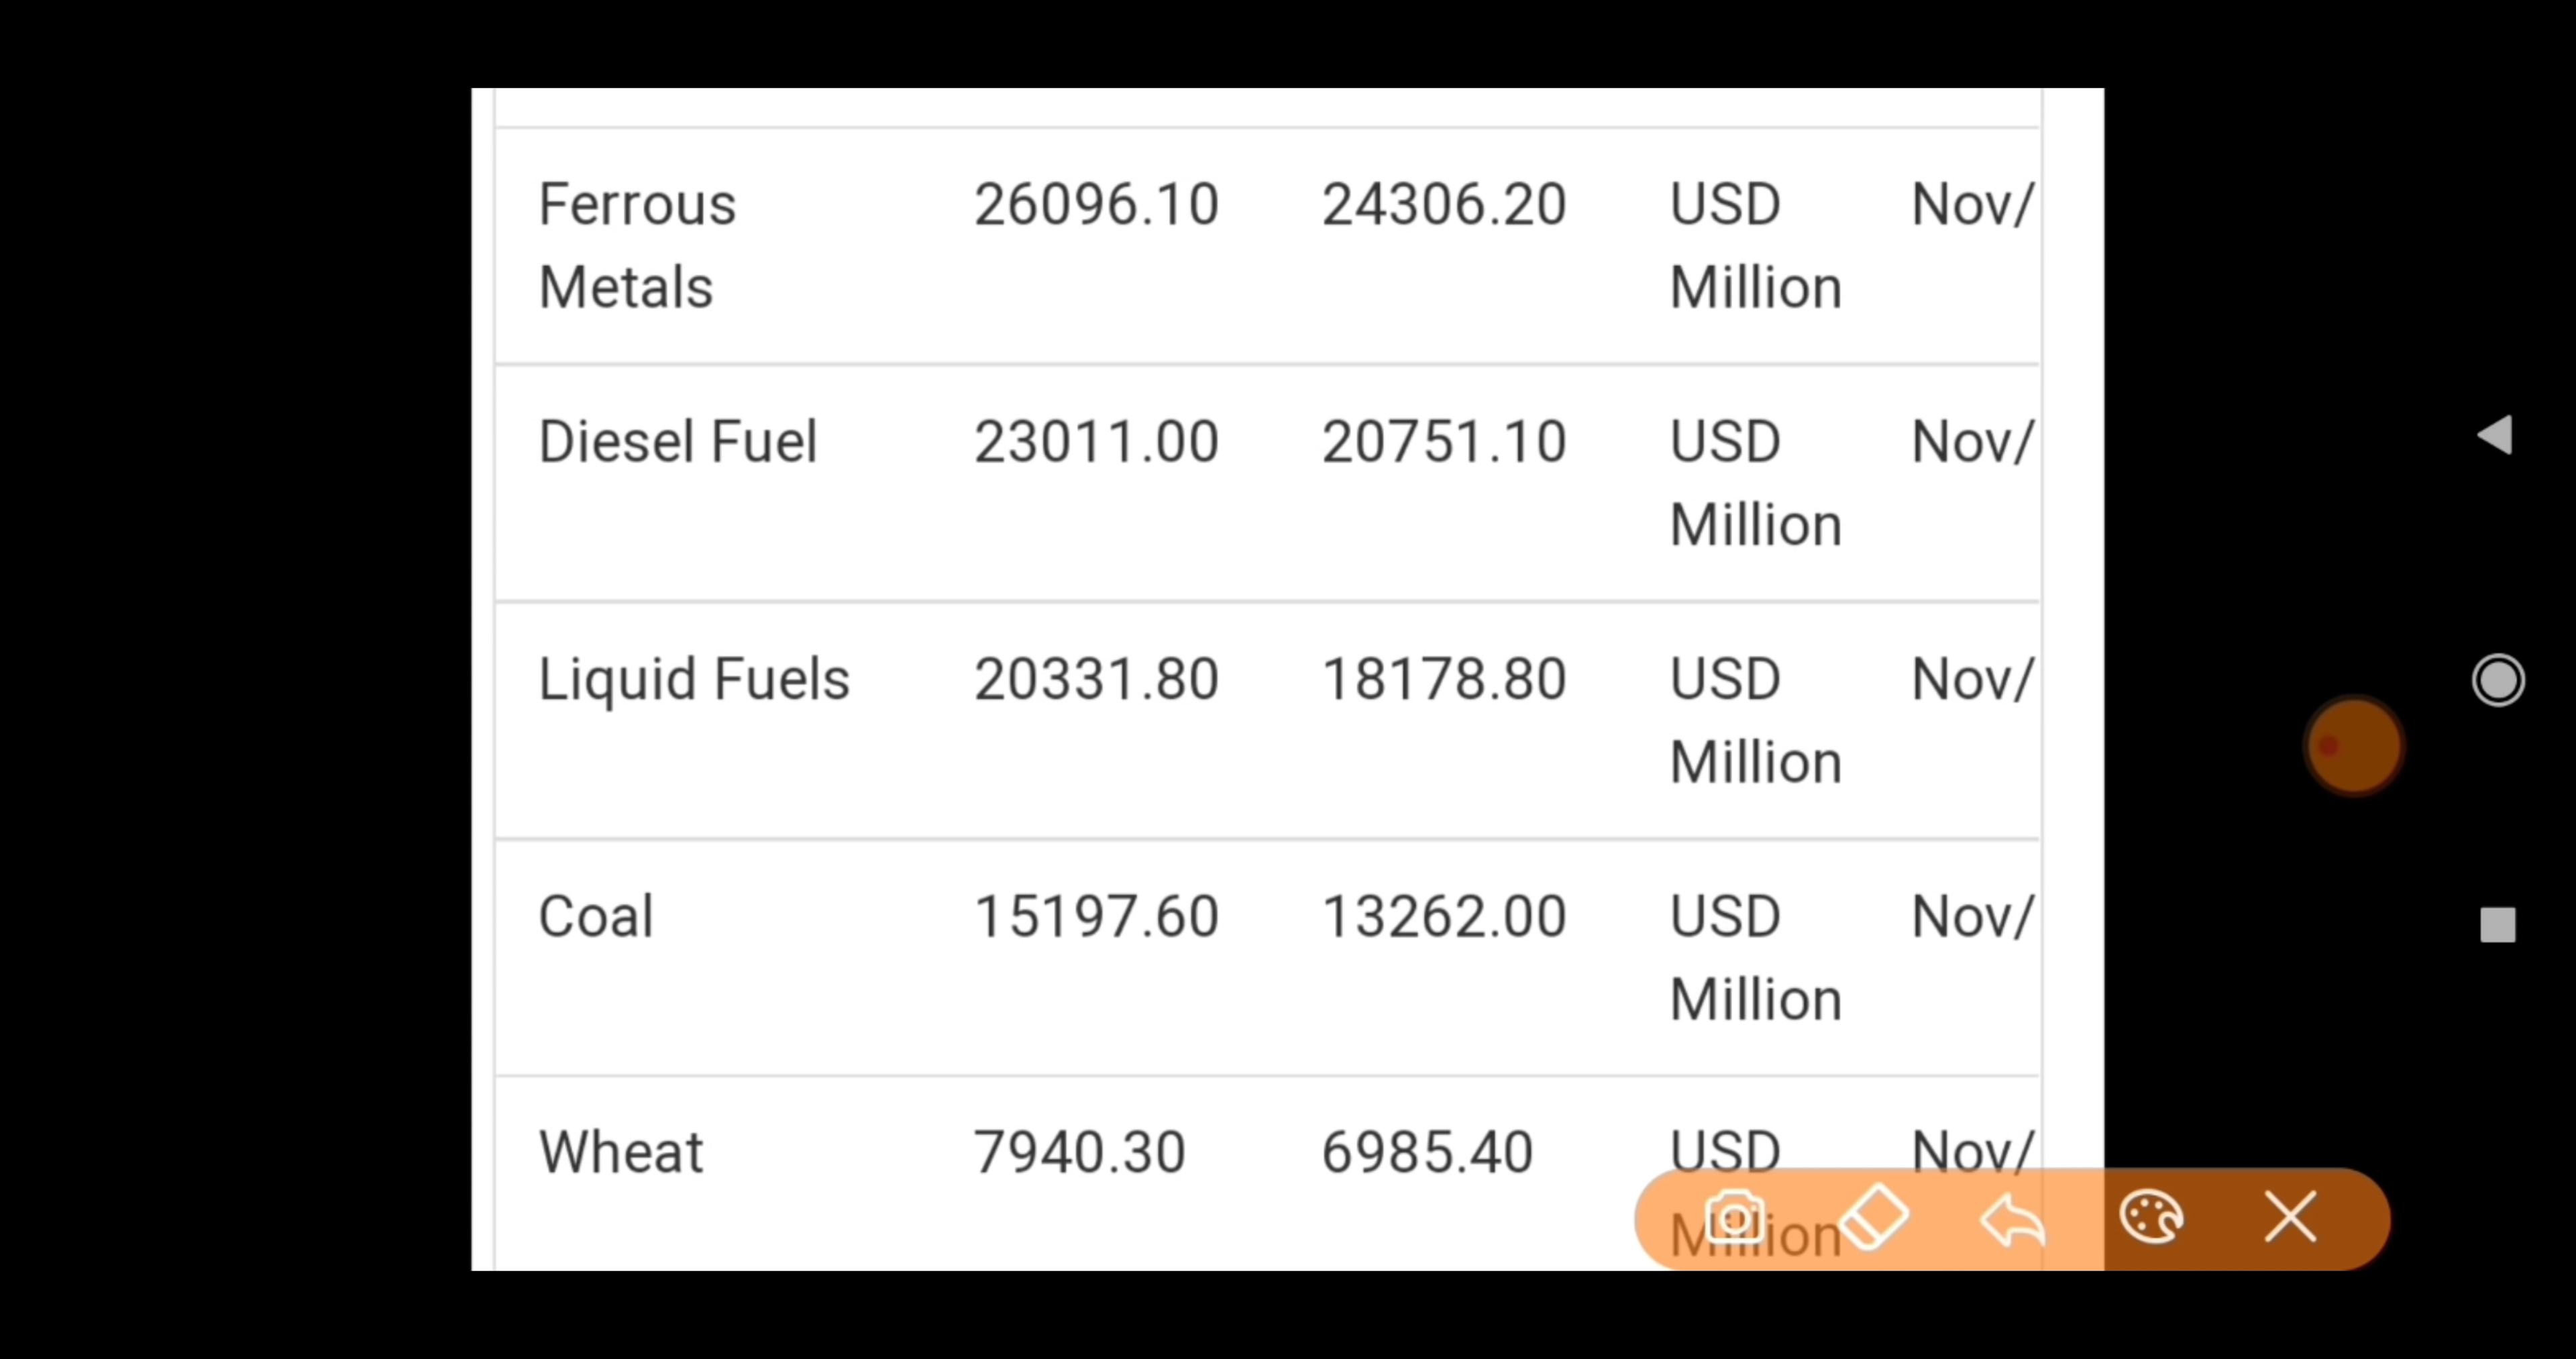 Ferrous Metals 26096.10 24306.20 USD Million Nov/
Diesel Fuel 23011.00 20751.10 USD Million Nov/
Liquid Fuels 20331.80 18178.80 USD Million Nov/
Coal 15197.60 13262.00 USD Million Nov/
Wheat 7940.30 6985.40 USD Million Nov/